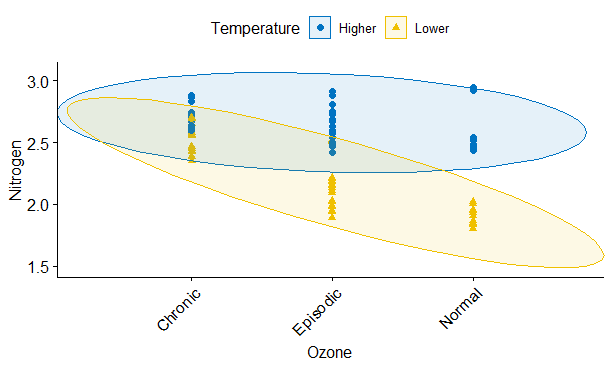 Temperature Higher Lower
Nitrogen
3.0
2.5
2.0
1.5
Chronic Episodic Normal
Ozone